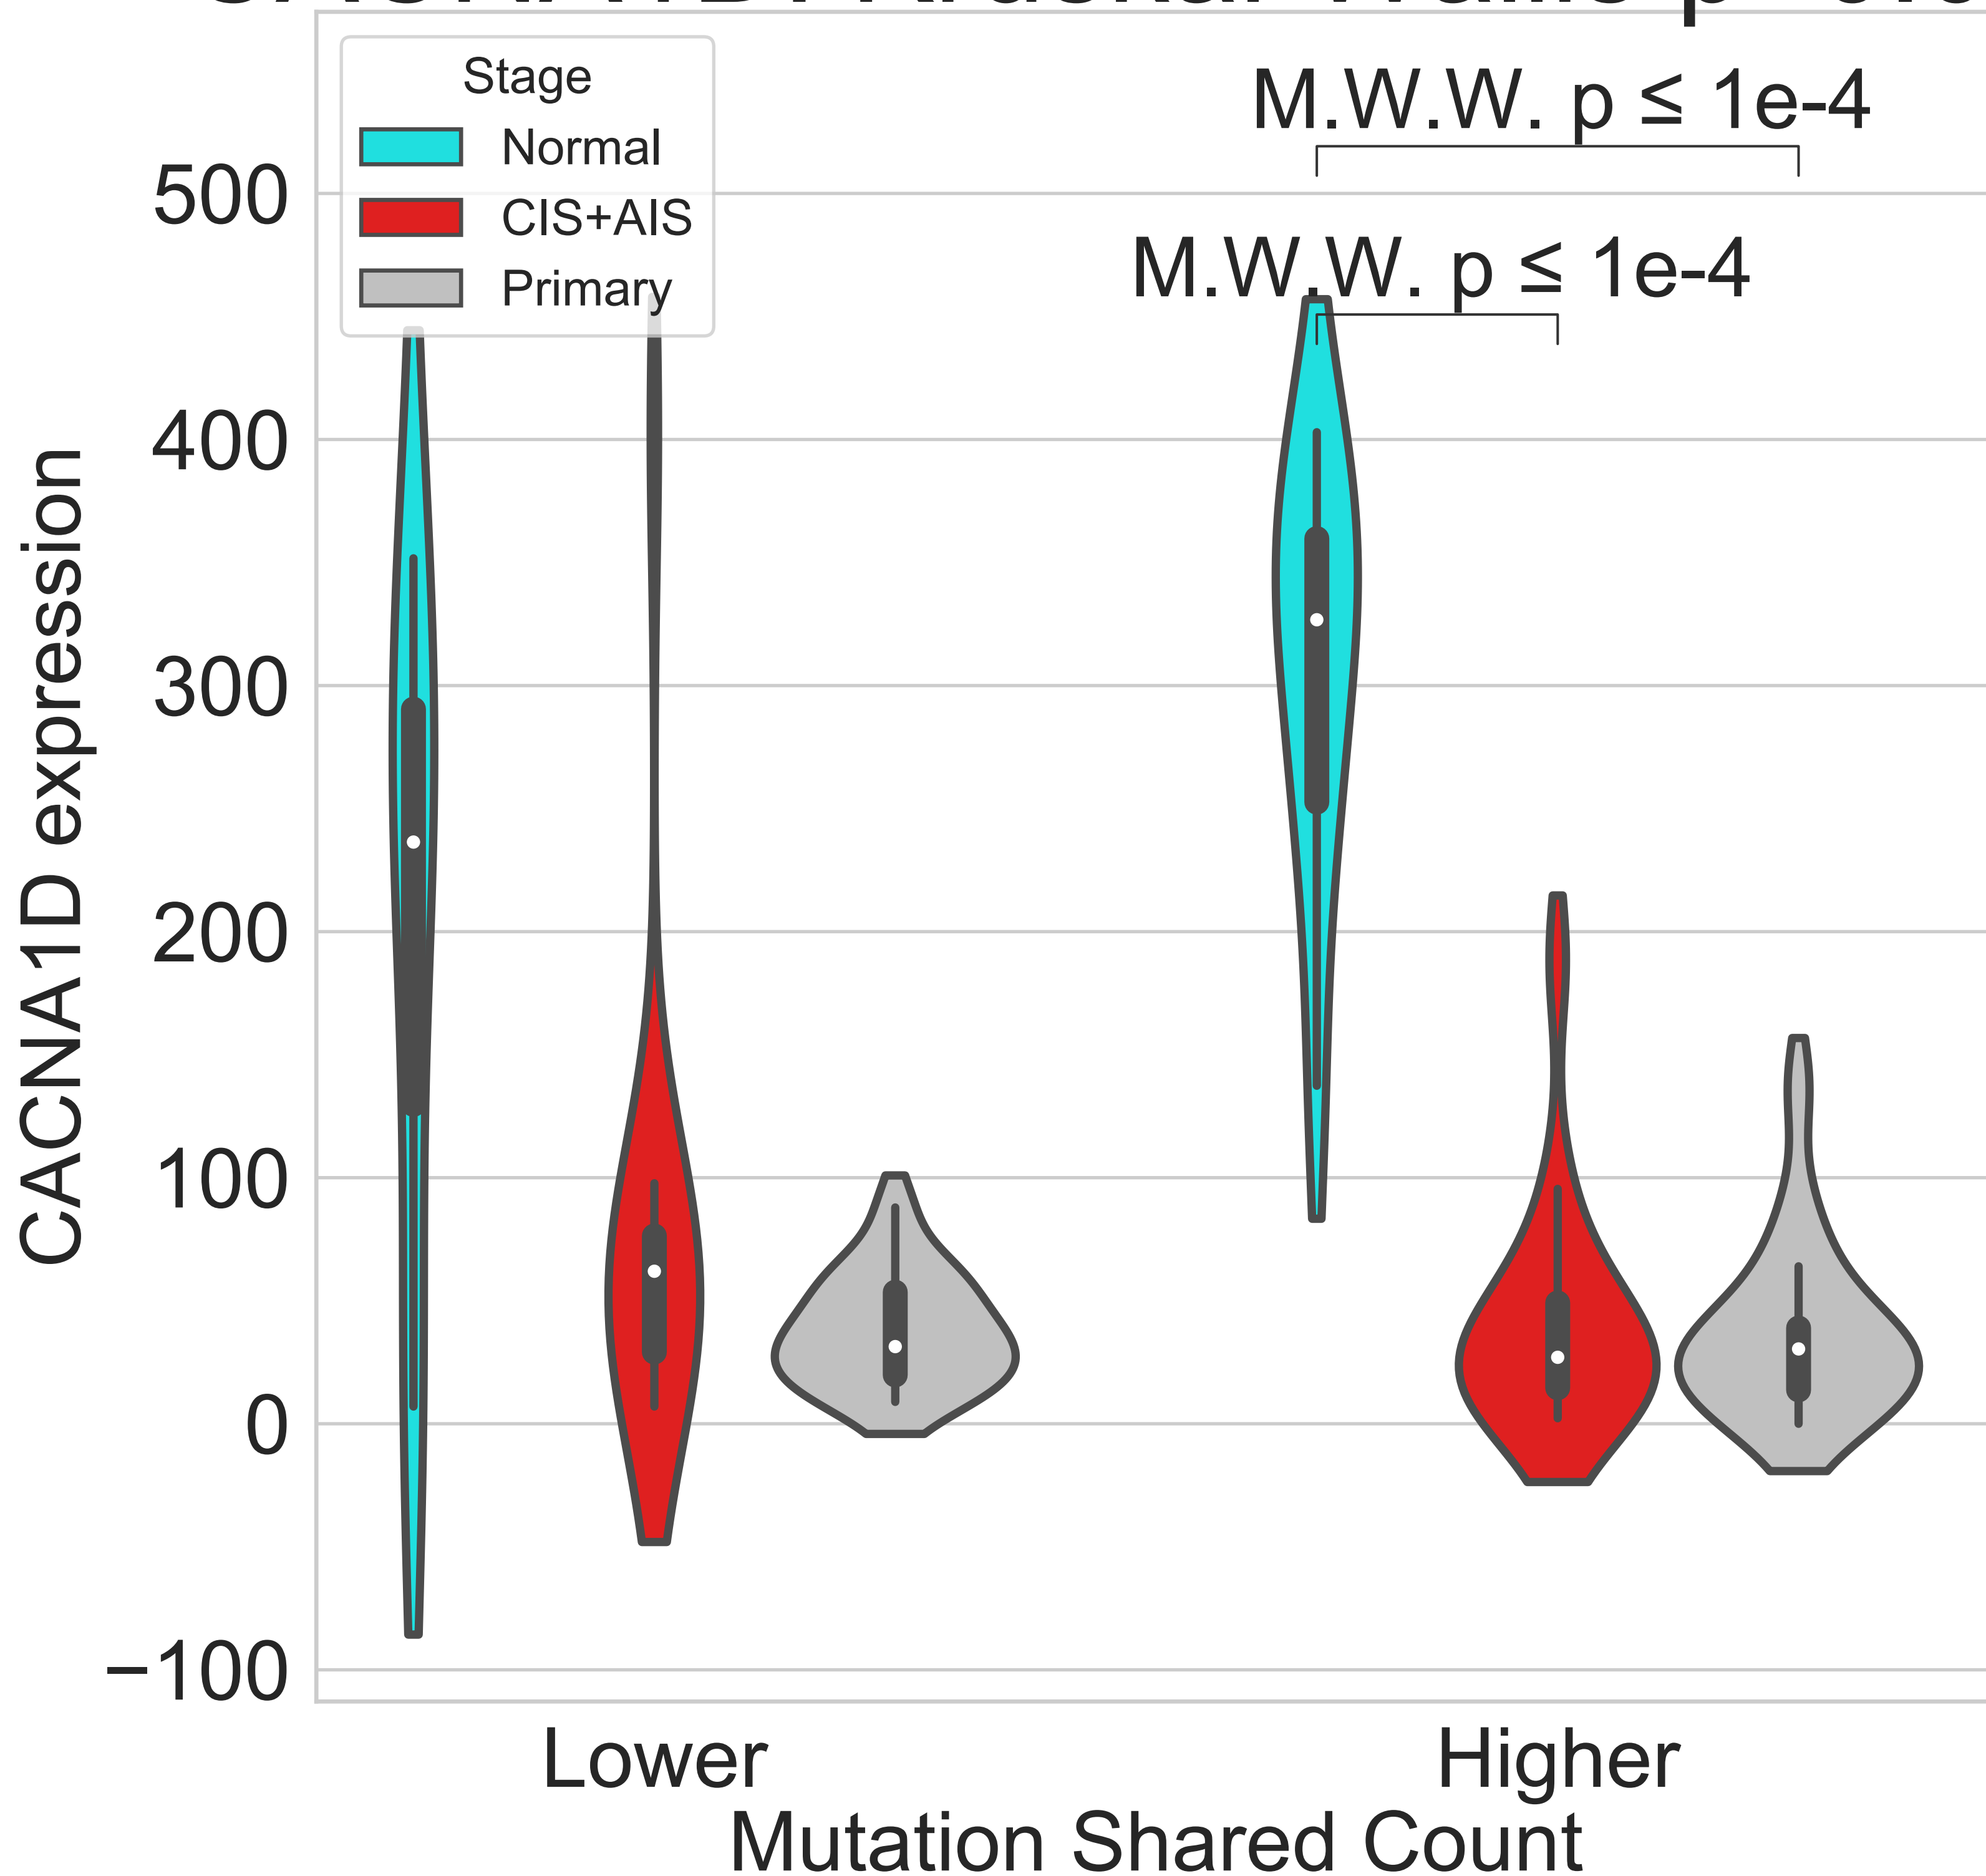 Stage
Normal
CIS+AIS
Primary
M.W.W. p ≤ 1e-4
M.W.W. p ≤ 1e-4
500
400
300
200
100
0
−100
CACNA1D expression
Lower
Higher
Mutation Shared Count